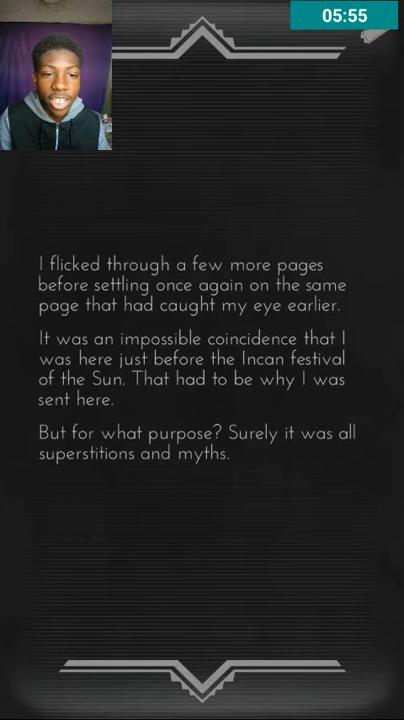 05:55
I flicked through a few more pages
before settling once again on the same
page that had caught my eye earlier.
It was an impossible coincidence that I
was here just before the Incan festival
of the Sun. That had to be why I was
sent here.
But for what purpose? Surely it was all
superstitions and myths.